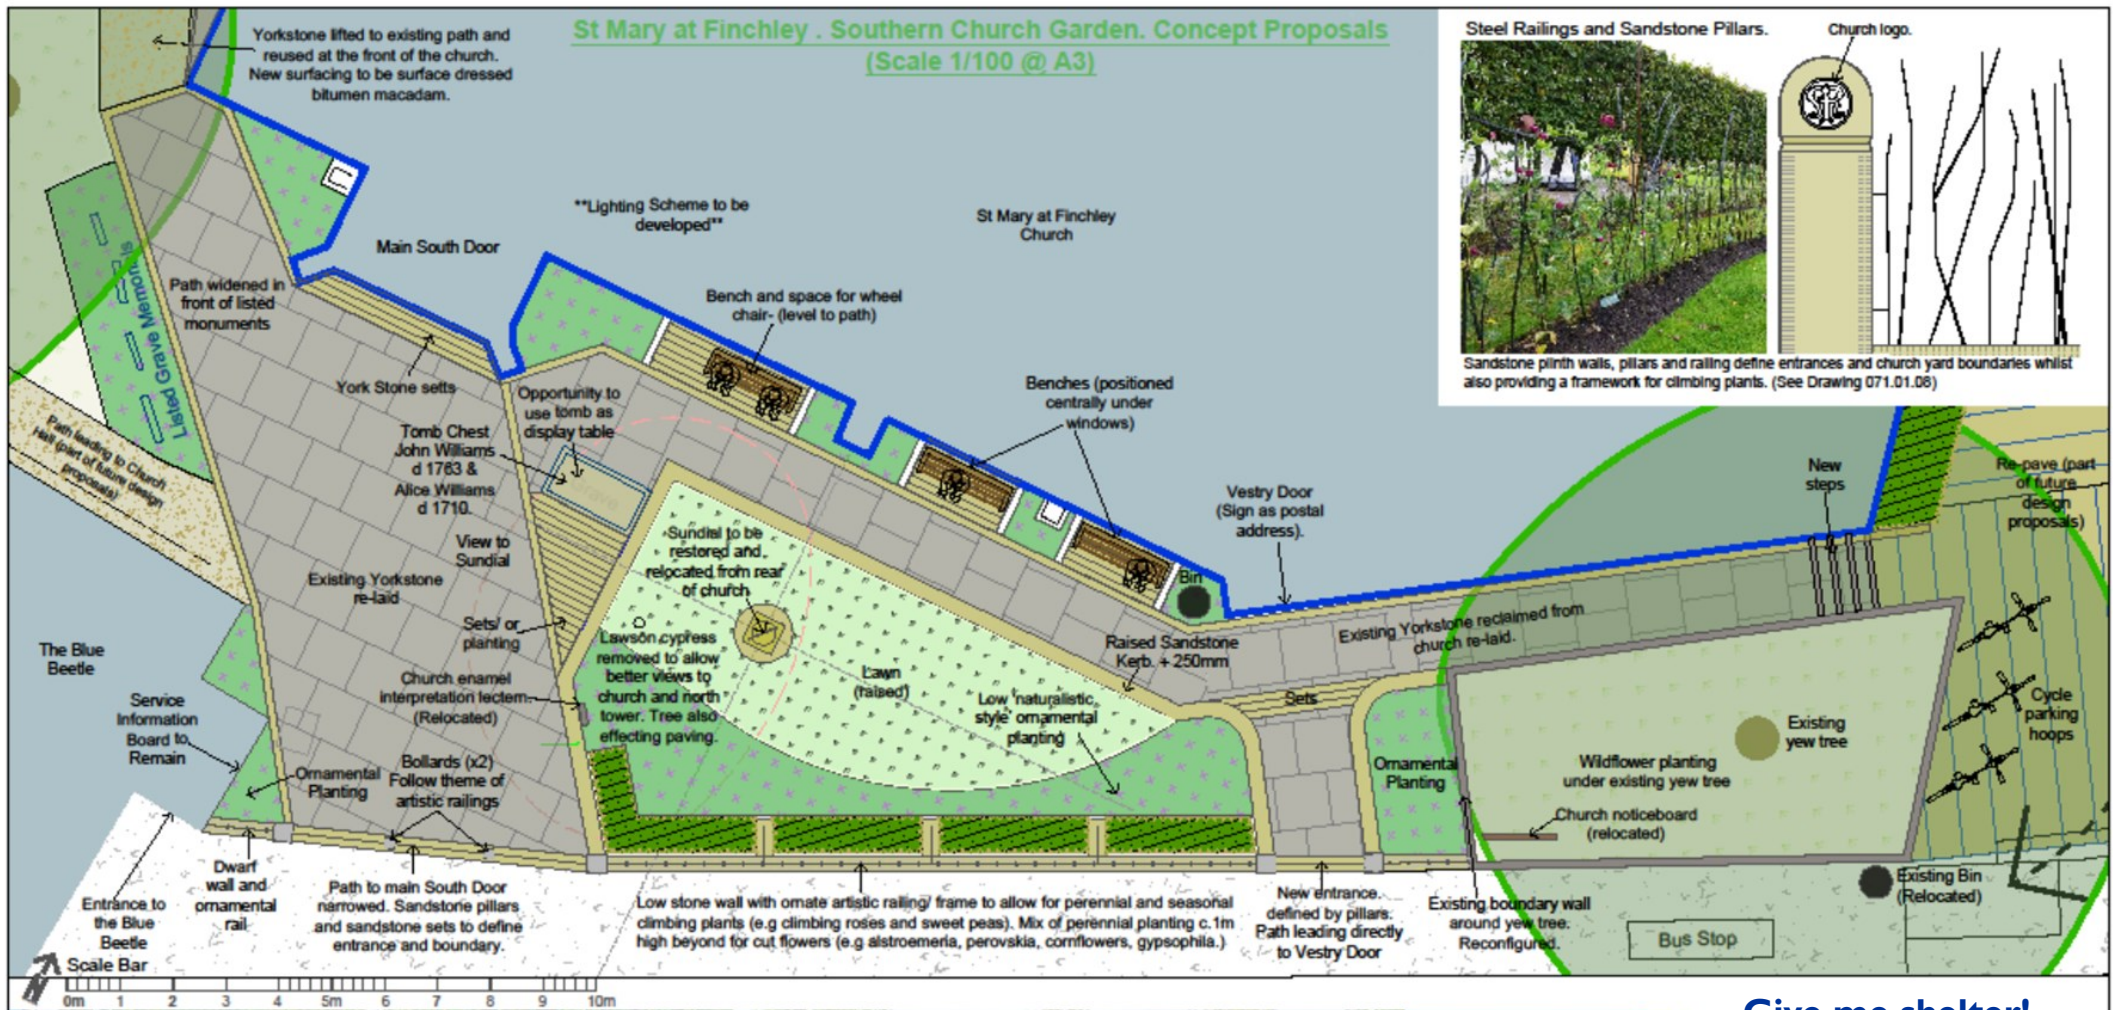 St Mary at Finchley . Southern Church Garden. Concept Proposals
(Scale 1/100 @ A3)
Yorkstone lifted to existing path and
reused at the front of the church.
New surfacing to be surface dressed
bitumen macadam.
Steel Railings and Sandstone Pillars.
Church logo.
Sandstone plinth walls, pillars and railing define entrances and church yard boundaries whilst
also providing a framework for climbing plants. (See Drawing 071.01.08)
**Lighting Scheme to be
developed**
St Mary at Finchley
Church
Main South Door
Path widened in
front of listed
monuments
Listed Grave Memorials
Path leading to Church
Hall (part of future design
proposals)
York Stone setts
Bench and space for wheel
chair- (level to path)
Opportunity to
use tomb as
display table
Tomb Chest
John Williams
d 1763 &
Alice Williams
d 1710.
Grave
Benches (positioned
centrally under
windows)
Vestry Door
(Sign as postal
address).
New
steps
Re-pave (part
of future
design
proposals)
View to
Sundial
Sundial to be
restored and
relocated from rear
of church
Existing Yorkstone
re-laid
Bin
Sets/ or
planting
Lawson cypress
removed to allow
better views to
church and north
tower. Tree also
effecting paving.
Lawn
(raised)
Raised Sandstone
Kerb. + 250mm
Existing Yorkstone reclaimed from
church re-laid.
Sets
The Blue
Beetle
Church enamel
interpretation lectern
(Relocated)
Low 'naturalistic
style' ornamental
planting
Service
Information
Board to
Remain
Ornamental
Planting
Bollards (x2)
Follow theme of
artistic railings
Ornamental
Planting
Existing
yew tree
Wildflower planting
under existing yew tree
Cycle
parking
hoops
Church noticeboard
(relocated)
Entrance to
the Blue
Beetle
Dwarf
wall and
ornamental
rail
Path to main South Door
narrowed. Sandstone pillars
and sandstone sets to define
entrance and boundary.
Low stone wall with ornate artistic railing/ frame to allow for perennial and seasonal
climbing plants (e.g climbing roses and sweet peas). Mix of perennial planting c.1m
high beyond for cut flowers (e.g alstroemeria, perovskia, cornflowers, gypsophila.)
New entrance.
defined by pillars.
Path leading directly
to Vestry Door
Existing boundary wall
around yew tree.
Reconfigured.
Existing Bin
(Relocated)
Bus Stop
Scale Bar
0m 1 2 3 4 5m 6 7 8 9 10m
Give me shelter!